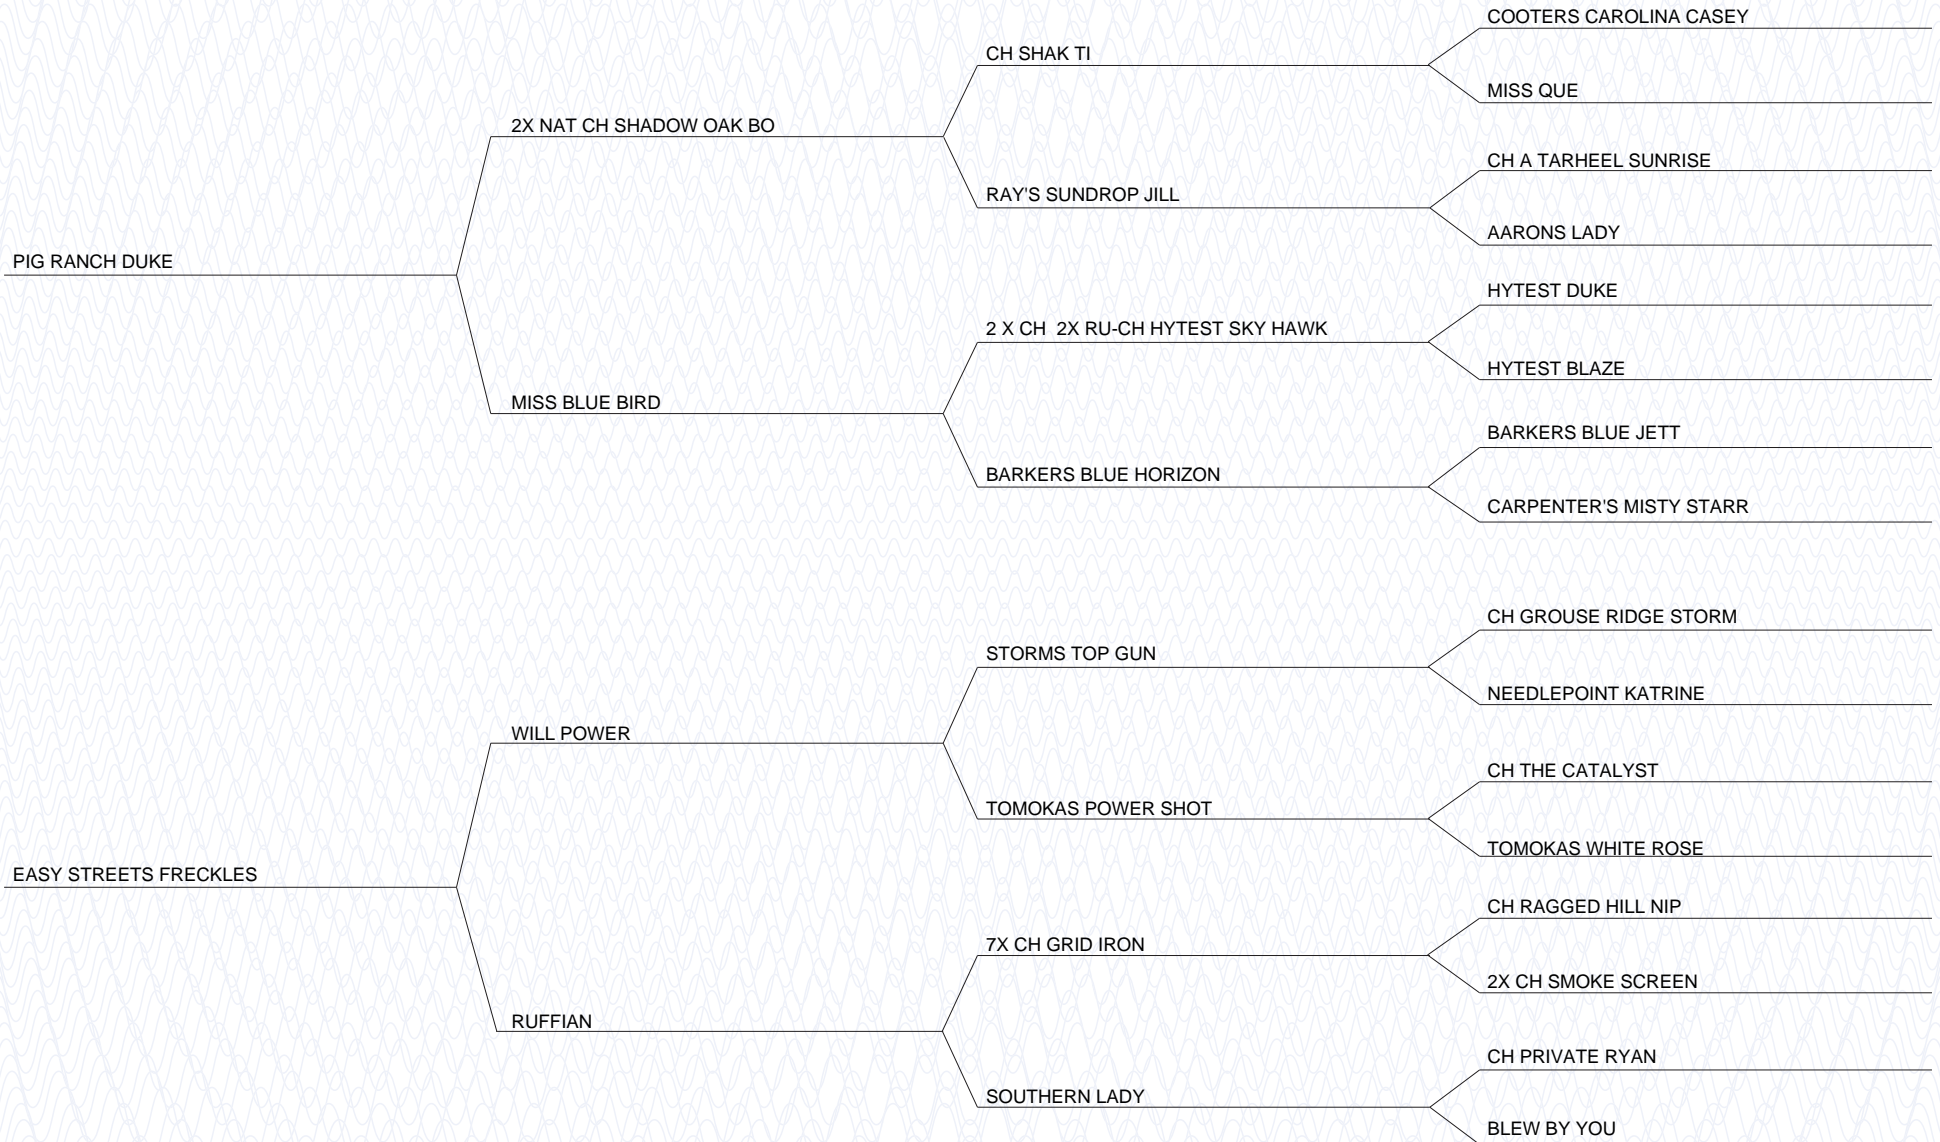 COOTERS CAROLINA CASEY
CH SHAK TI
MISS QUE
2X NAT CH SHADOW OAK BO
CH A TARHEEL SUNRISE
RAY'S SUNDROP JILL
AARONS LADY
PIG RANCH DUKE
HYTEST DUKE
2 X CH  2X RU-CH HYTEST SKY HAWK
HYTEST BLAZE
MISS BLUE BIRD
BARKERS BLUE JETT
BARKERS BLUE HORIZON
CARPENTER'S MISTY STARR
CH GROUSE RIDGE STORM
STORMS TOP GUN
NEEDLEPOINT KATRINE
WILL POWER
CH THE CATALYST
TOMOKAS POWER SHOT
TOMOKAS WHITE ROSE
EASY STREETS FRECKLES
CH RAGGED HILL NIP
7X CH GRID IRON
2X CH SMOKE SCREEN
RUFFIAN
CH PRIVATE RYAN
SOUTHERN LADY
BLEW BY YOU